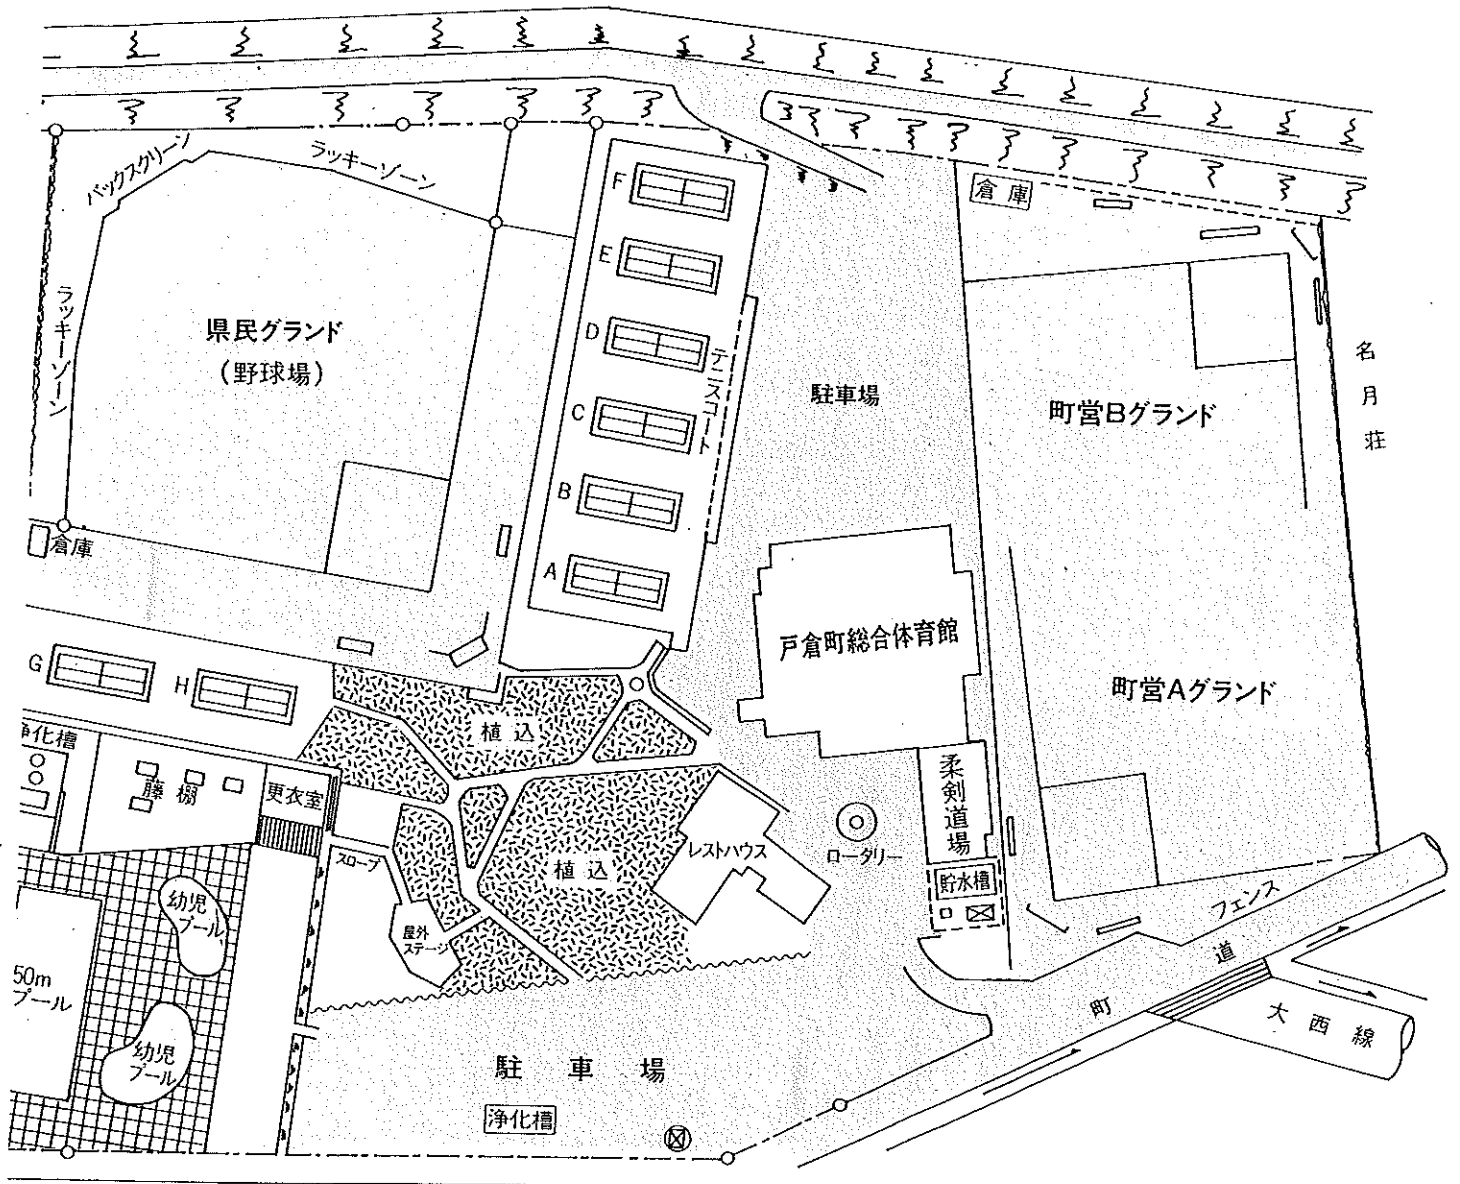 バックスクリーン
ラッキーゾーン
ラッキーゾーン
県民グランド
(野球場)
倉庫
F
E
D
C
B
A
テニスコート
駐車場
倉庫
町営Bグランド
名月荘
戸倉町総合体育館
町営Aグランド
G
H
浄化槽
藤棚
更衣室
植込
植込
スロープ
屋外
ステージ
レストハウス
ロータリー
柔剣道場
貯水槽
フェンス
町道
大西線
幼児
プール
50m
プール
幼児
プール
駐車場
浄化槽